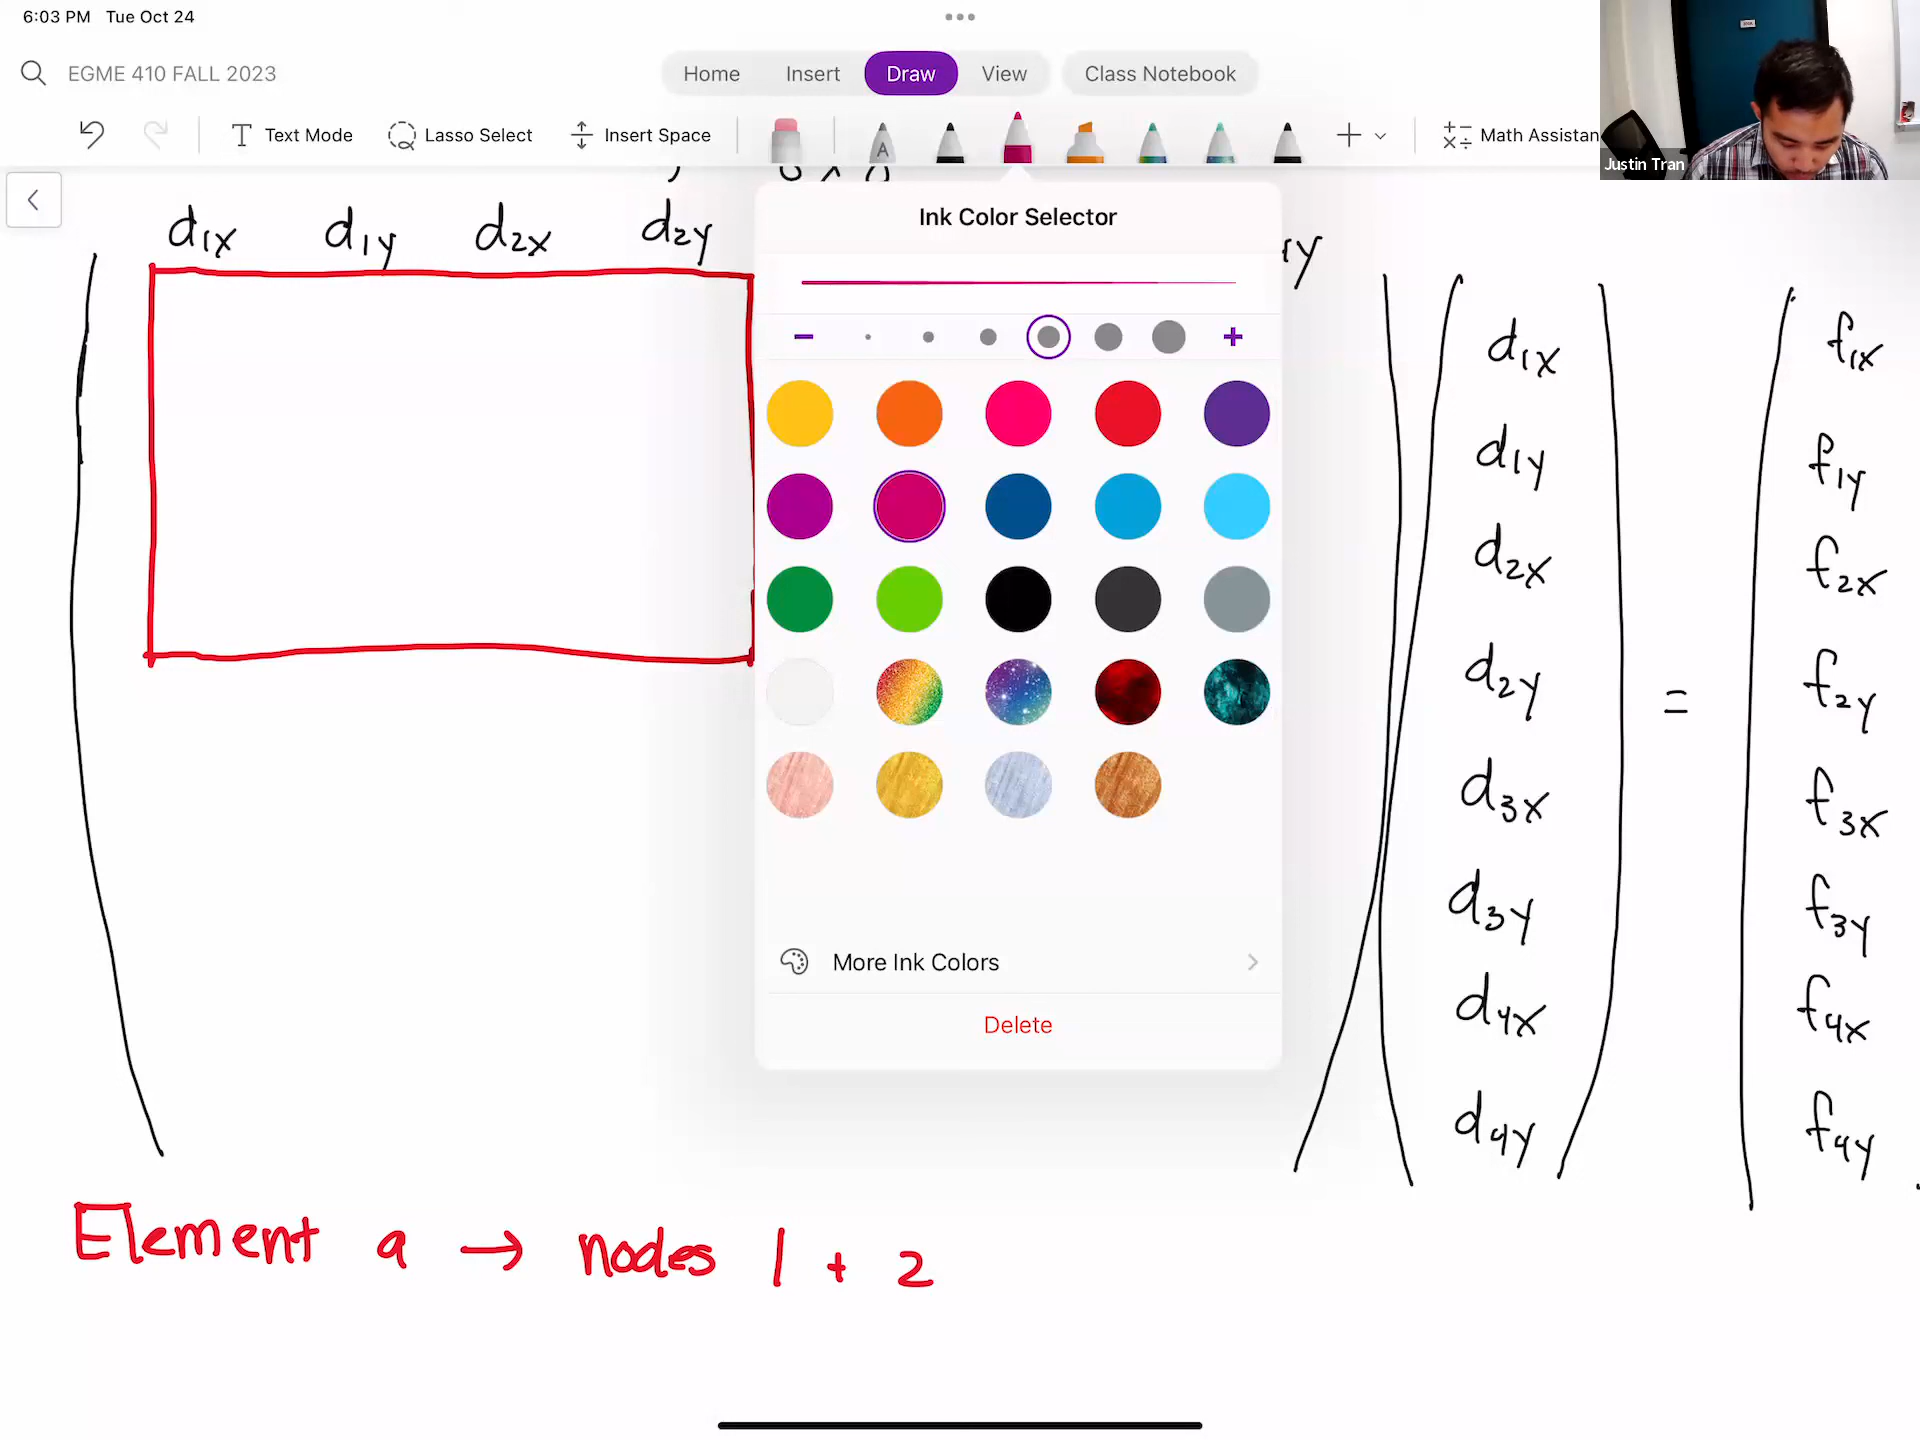 6:03 PM Tue Oct 24
EGME 410 FALL 2023
Home Insert Draw View Class Notebook
Text Mode Lasso Select Insert Space A Math Assistan
Justin Tran
Ink Color Selector
d1x d1y d2x d2y
d1x f1x
d1y f1y
d2x f2x
d2y = f2y
d3x f3x
d3y f3y
d4x f4x
d4y f4y
More Ink Colors
Delete
Element a → nodes 1 + 2